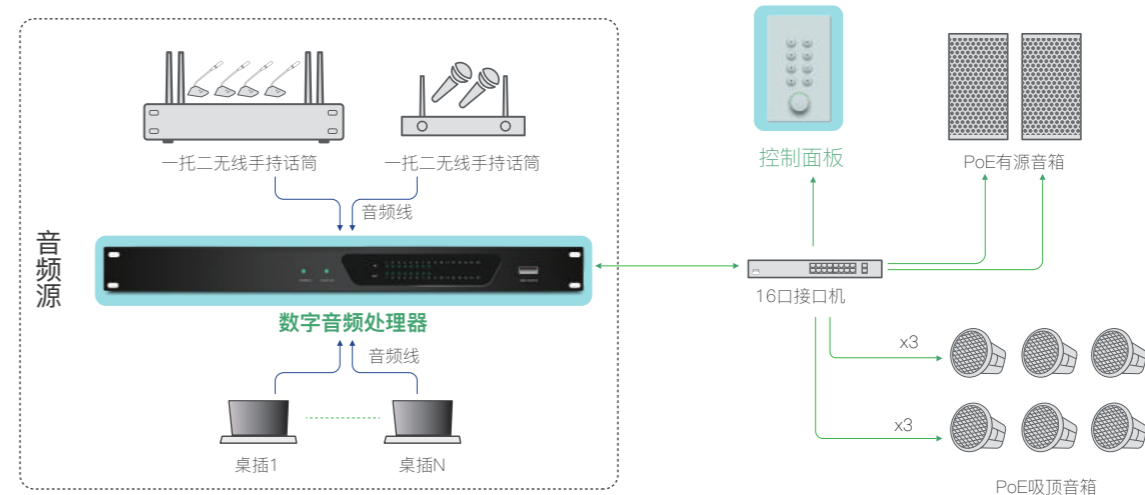 一托二无线手持话筒
一托二无线手持话筒
音频线
音频源
数字音频处理器
音频线
桌插1
桌插N
控制面板
PoE有源音箱
16口接口机
x3
x3
PoE吸顶音箱